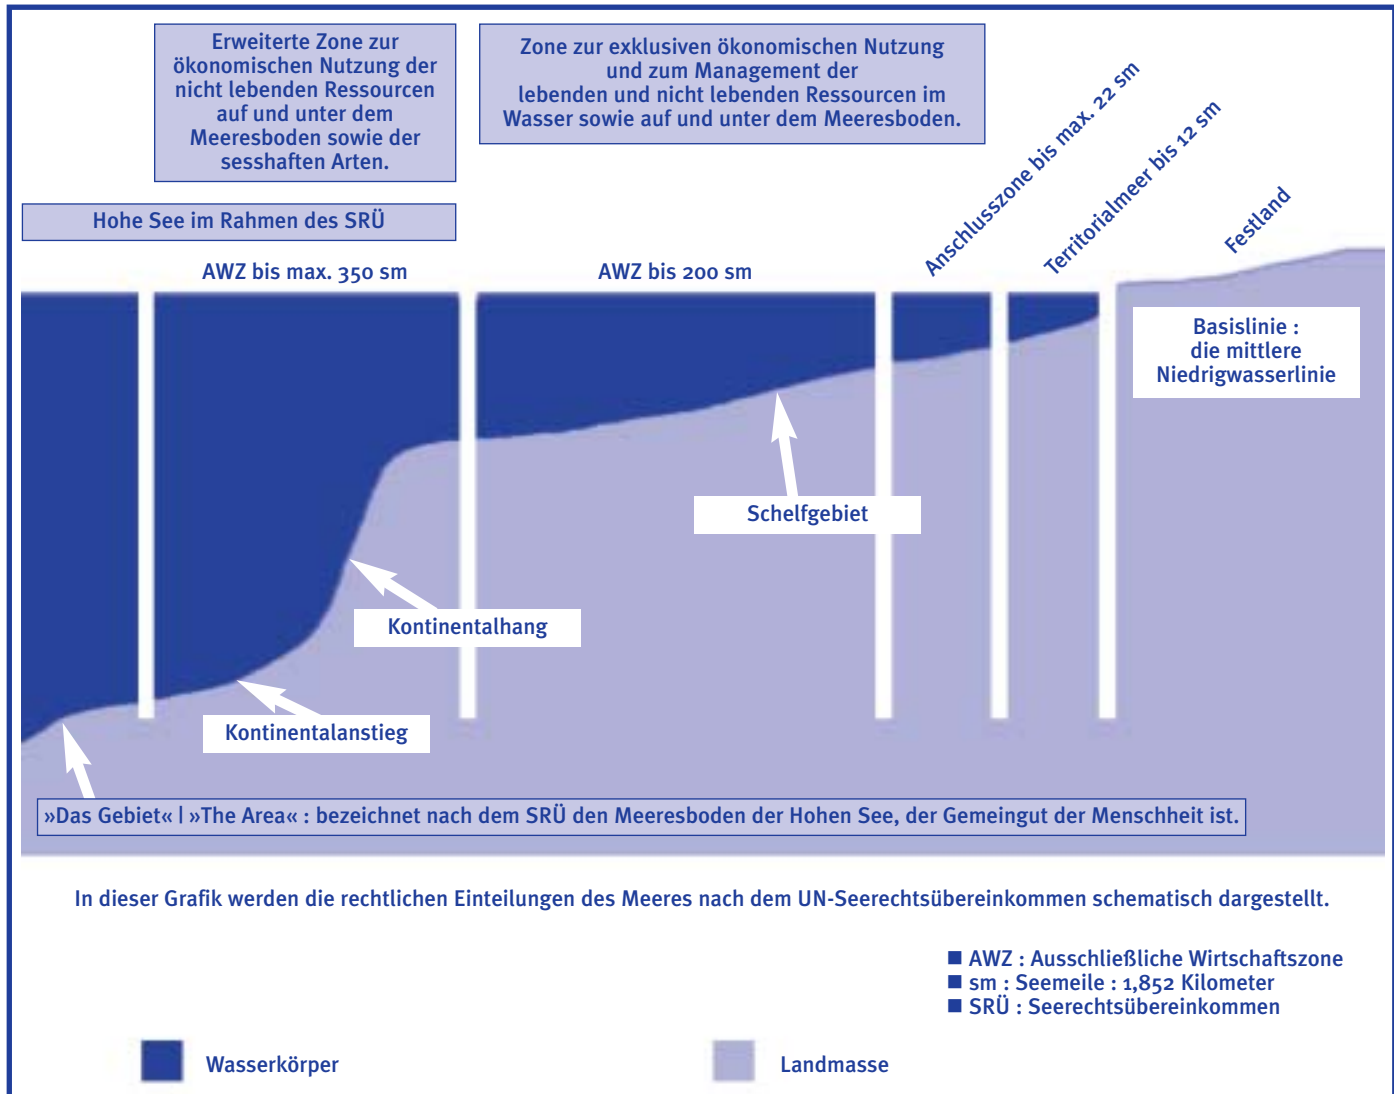 Erweiterte Zone zur
ökonomischen Nutzung der
nicht lebenden Ressourcen
auf und unter dem
Meeresboden sowie der
sesshaften Arten.
Zone zur exklusiven ökonomischen Nutzung
und zum Management der
lebenden und nicht lebenden Ressourcen im
Wasser sowie auf und unter dem Meeresboden.
Hohe See im Rahmen des SRÜ
AWZ bis max. 350 sm
AWZ bis 200 sm
Anschlusszone bis max. 22 sm
Territorialmeer bis 12 sm
Festland
Basislinie :
die mittlere
Niedrigwasserlinie
Schelfgebiet
Kontinentalhang
Kontinentalanstieg
»Das Gebiet« | »The Area« : bezeichnet nach dem SRÜ den Meeresboden der Hohen See, der Gemeingut der Menschheit ist.
In dieser Grafik werden die rechtlichen Einteilungen des Meeres nach dem UN-Seerechtsübereinkommen schematisch dargestellt.
■ AWZ : Ausschließliche Wirtschaftszone
■ sm : Seemeile : 1,852 Kilometer
■ SRÜ : Seerechtsübereinkommen
Wasserkörper
Landmasse